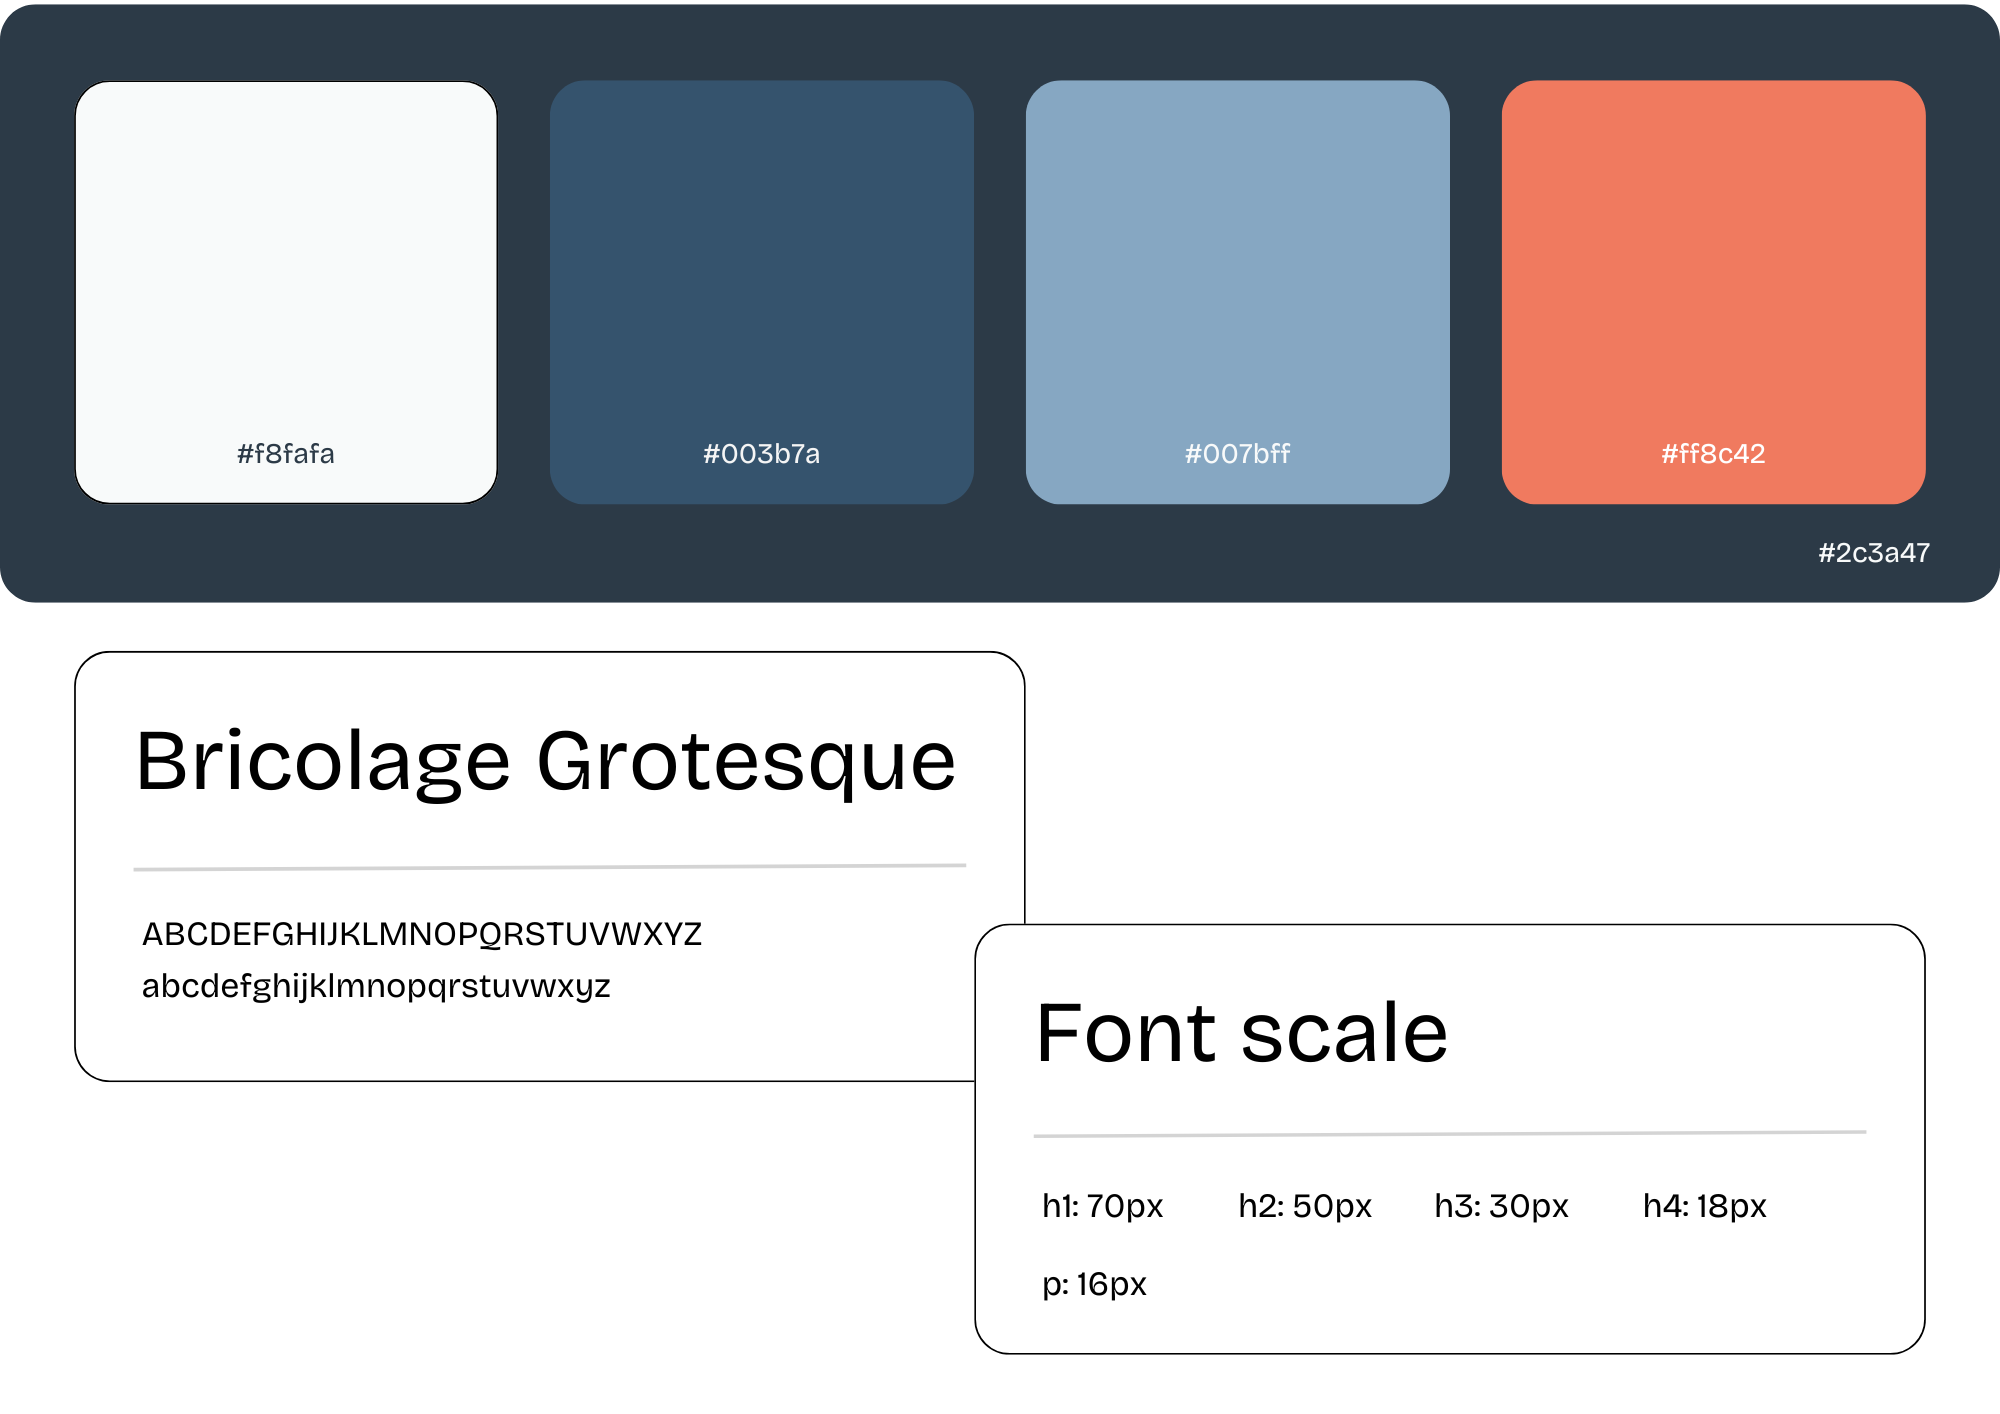 #f8fafa
#003b7a
#007bff
#ff8c42
#2c3a47
Bricolage Grotesque
ABCDEFGHIJKLMNOPQRSTUVWXYZ
abcdefghijklmnopqrstuvwxyz
Font scale
h1: 70px h2: 50px h3: 30px h4: 18px
p: 16px